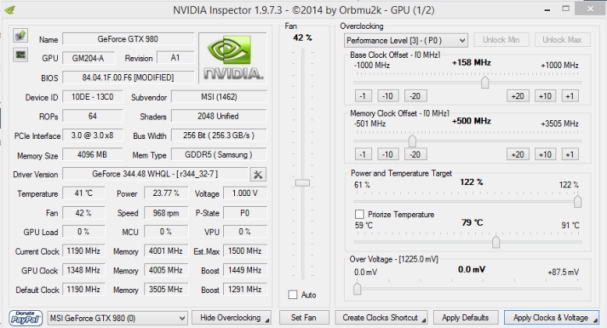 NVIDIA Inspector 1.9.7.3 - ©2014 by Orbmu2k - GPU (1/2)
Name GeForce GTX 980
GPU GM204-A Revision A1
BIOS 84.04.1F.00.F6 [MODIFIED]
NVIDIA.
Device ID 10DE - 13C0 Subvendor MSI (1462)
ROPs 64 Shaders 2048 Unified
PCIe Interface 3.0 @ 3.0 x8 Bus Width 256 Bit ( 256.3 GB/s )
Memory Size 4096 MB Mem Type GDDR5 ( Samsung )
Driver Version GeForce 344.48 WHQL - [r344_32-7 ]
Temperature 41 °C Power 23.77 % Voltage 1.000 V
Fan 42 % Speed 968 rpm P-State P0
GPU Load 0 % MCU 0 % VPU 0 %
Current Clock 1190 MHz Memory 4001 MHz Est.Max 1500 MHz
GPU Clock 1348 MHz Memory 4005 MHz Boost 1449 MHz
Default Clock 1190 MHz Memory 3505 MHz Boost 1291 MHz
Donate PayPal MSI GeForce GTX 980 (0) Hide Overclocking
Fan
42 %
Auto
Set Fan
Overclocking
Performance Level [3] - ( P0 ) Unlock Min Unlock Max
Base Clock Offset - [0 MHz]
-1000 MHz +158 MHz +1000 MHz
-1 -10 -20 +20 +10 +1
Memory Clock Offset - [0 MHz]
-501 MHz +500 MHz +3505 MHz
-1 -10 -20 +20 +10 +1
Power and Temperature Target
61 % 122 % 122 %
Priorize Temperature
59 °C 79 °C 91 °C
Over Voltage - [1225.0 mV]
0.0 mV 0.0 mV +87.5 mV
Create Clocks Shortcut Apply Defaults Apply Clocks & Voltage